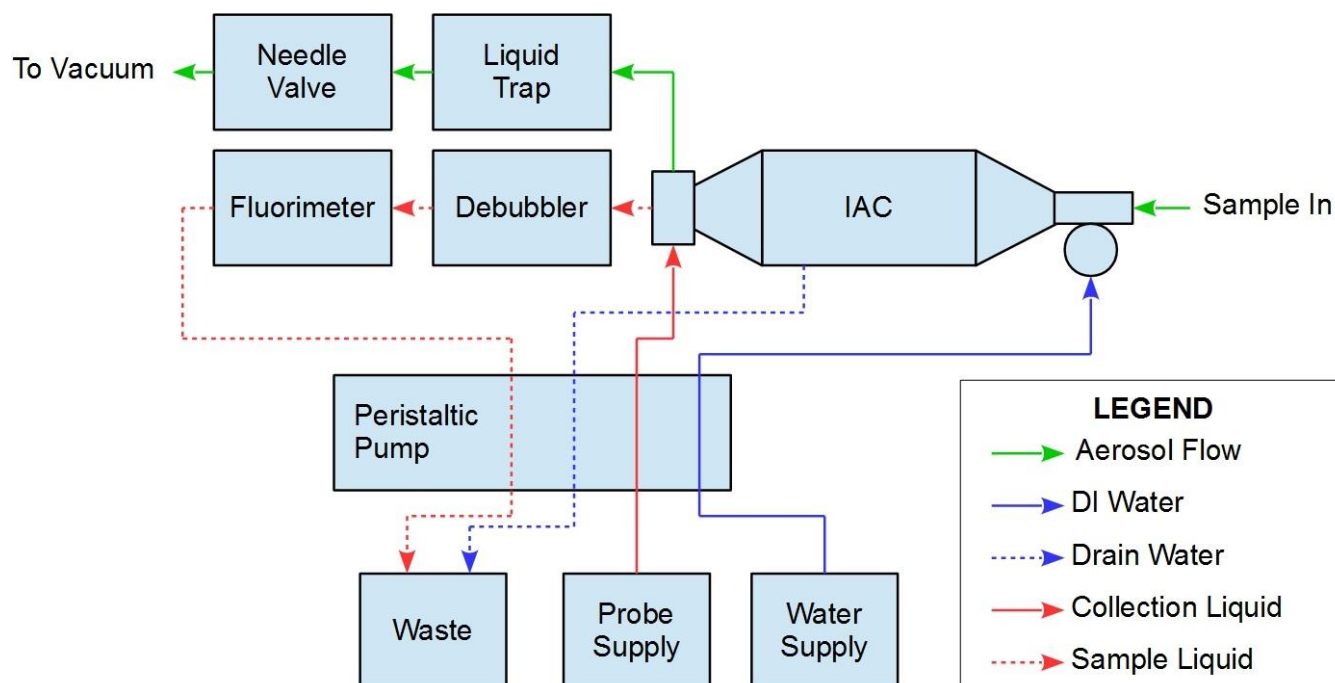 To Vacuum
Needle
Valve
Liquid
Trap
Fluorimeter
Debubbler
IAC
Sample In
Peristaltic
Pump
Waste
Probe
Supply
Water
Supply
LEGEND
Aerosol Flow
DI Water
Drain Water
Collection Liquid
Sample Liquid